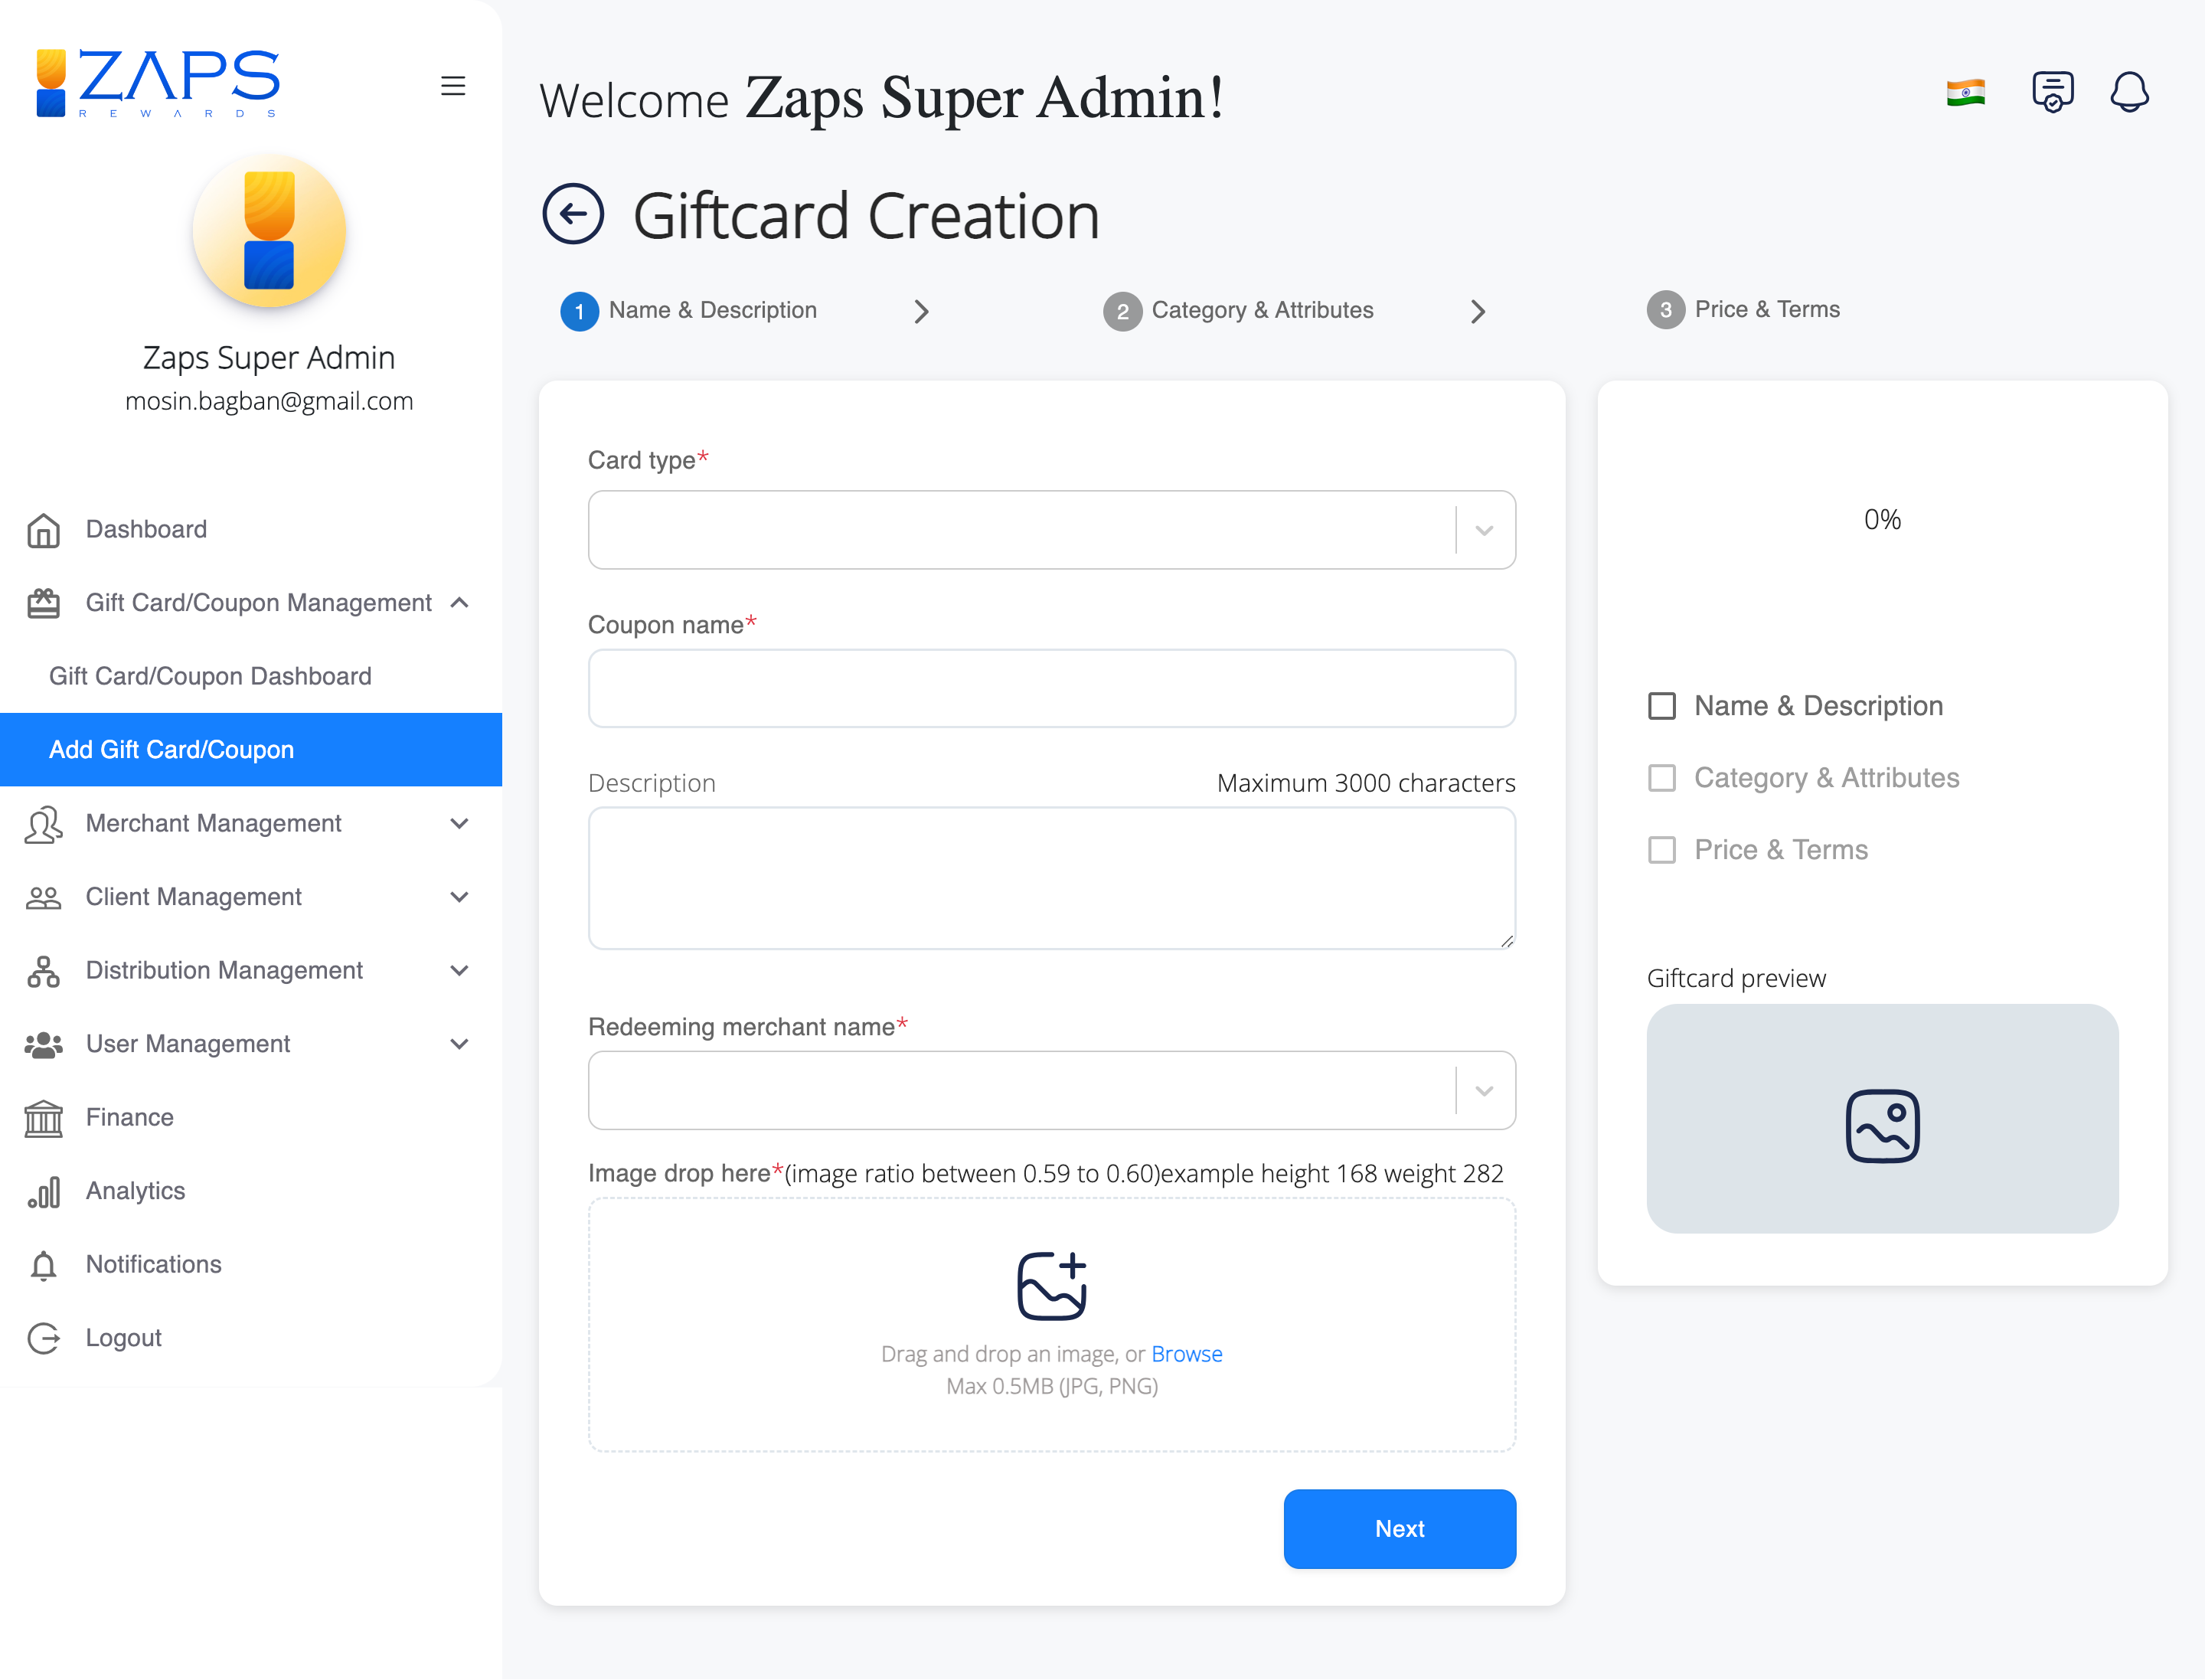 ZAPS
REWARDS
Zaps Super Admin
mosin.bagban@gmail.com
Dashboard
Gift Card/Coupon Management
Gift Card/Coupon Dashboard
Add Gift Card/Coupon
Merchant Management
Client Management
Distribution Management
User Management
Finance
Analytics
Notifications
Logout
Welcome Zaps Super Admin!
Giftcard Creation
1 Name & Description
2 Category & Attributes
3 Price & Terms
Card type*
Coupon name*
Description Maximum 3000 characters
Redeeming merchant name*
Image drop here*(image ratio between 0.59 to 0.60)example height 168 weight 282
Drag and drop an image, or Browse
Max 0.5MB (JPG, PNG)
Next
0%
Name & Description
Category & Attributes
Price & Terms
Giftcard preview